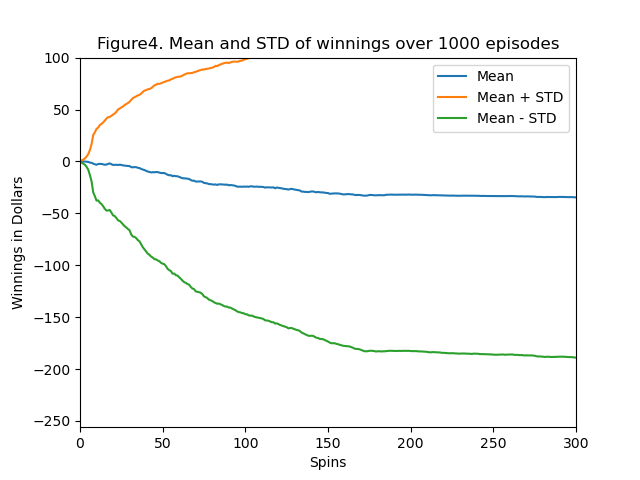 Figure4. Mean and STD of winnings over 1000 episodes
Mean
Mean + STD
Mean - STD
Winnings in Dollars
100
50
0
−50
−100
−150
−200
−250
0 50 100 150 200 250 300
Spins